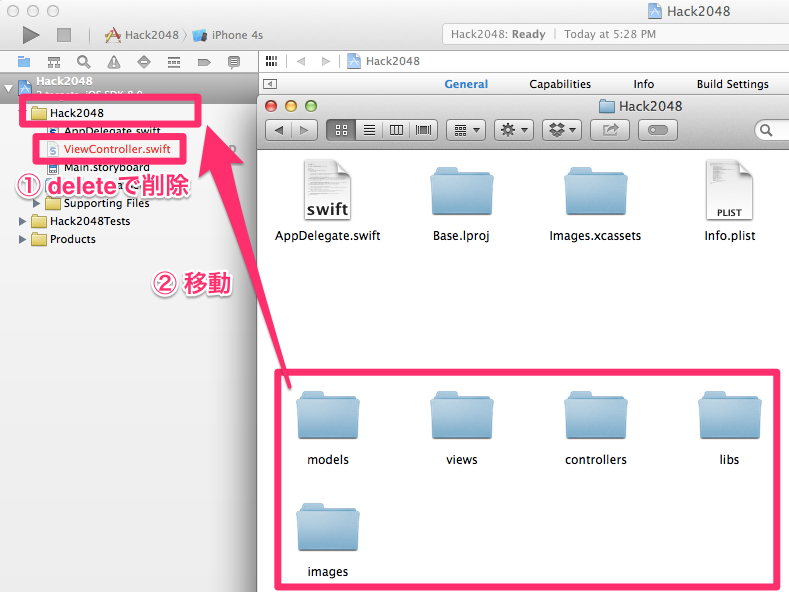 Hack2048
Hack2048 iPhone 4s
Hack2048: Ready Today at 5:28 PM
Hack2048
Hack2048
General Capabilities Info Build Settings
Hack2048
Hack2048
AppDelegate.swift
ViewController.swift
Main.storyboard
① deleteで削除
Supporting Files
Hack2048Tests
Products
② 移動
swift
PLIST
AppDelegate.swift Base.lproj Images.xcassets Info.plist
models views controllers libs
images